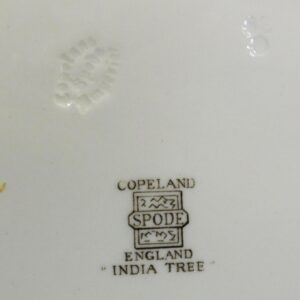 COPELAND
SPODE
ENGLAND
"INDIA TREE"